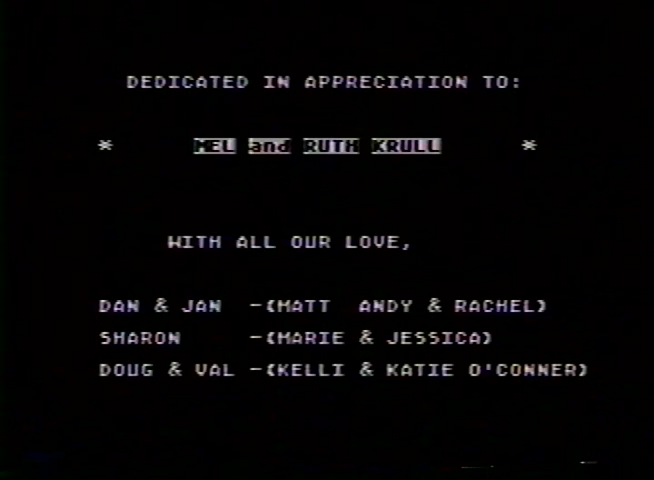 DEDICATED IN APPRECIATION TO:
* MEL and RUTH KRULL *
WITH ALL OUR LOVE,
DAN & JAN -(MATT ANDY & RACHEL)
SHARON -(MARIE & JESSICA)
DOUG & VAL -(KELLI & KATIE O'CONNER)